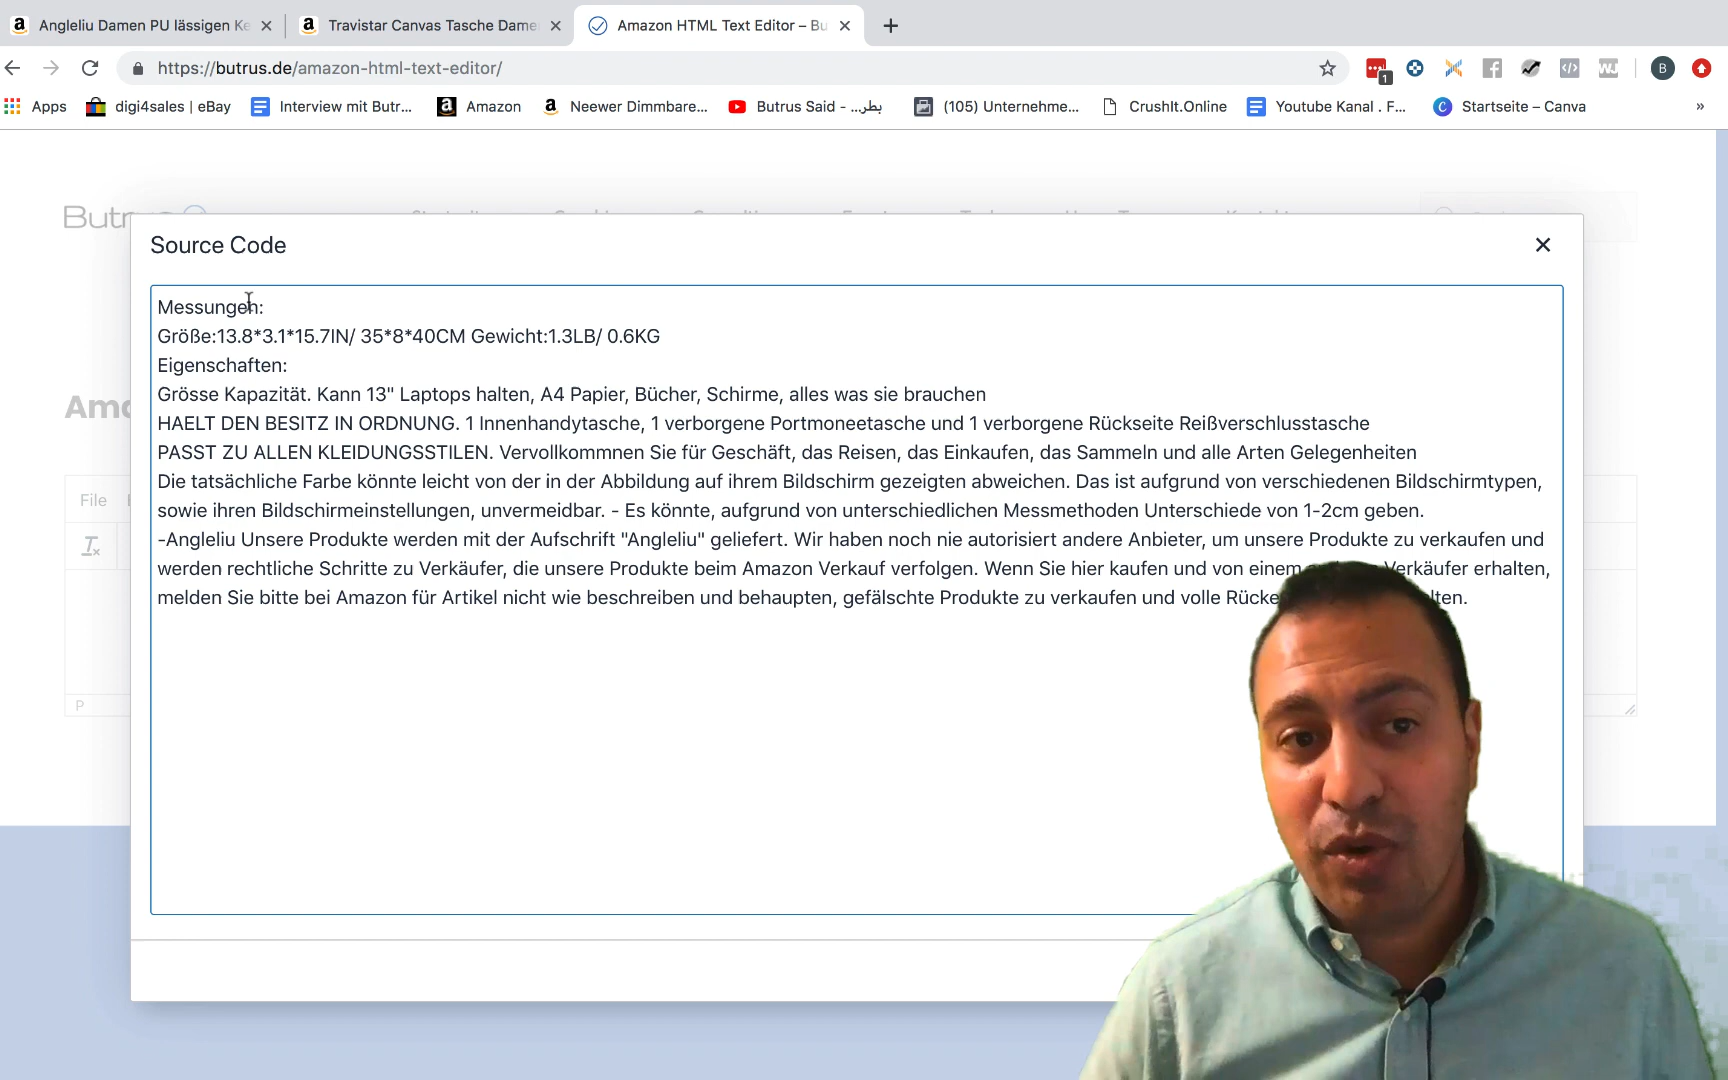 Angleliu Damen PU lässigen Ke
Travistar Canvas Tasche Dame
Amazon HTML Text Editor – Bu
https://butrus.de/amazon-html-text-editor/
1
B
Apps
digi4sales | eBay
Interview mit Butr...
Amazon
Neewer Dimmbare...
Butrus Said - ...بطر
(105) Unternehme...
CrushIt.Online
Youtube Kanal . F...
Startseite – Canva
»
Source Code
Messungen:
Größe:13.8*3.1*15.7IN/ 35*8*40CM Gewicht:1.3LB/ 0.6KG
Eigenschaften:
Grösse Kapazität. Kann 13" Laptops halten, A4 Papier, Bücher, Schirme, alles was sie brauchen
HAELT DEN BESITZ IN ORDNUNG. 1 Innenhandytasche, 1 verborgene Portmoneetasche und 1 verborgene Rückseite Reißverschlusstasche
PASST ZU ALLEN KLEIDUNGSSTILEN. Vervollkommnen Sie für Geschäft, das Reisen, das Einkaufen, das Sammeln und alle Arten Gelegenheiten
Die tatsächliche Farbe könnte leicht von der in der Abbildung auf ihrem Bildschirm gezeigten abweichen. Das ist aufgrund von verschiedenen Bildschirmtypen,
sowie ihren Bildschirmeinstellungen, unvermeidbar. - Es könnte, aufgrund von unterschiedlichen Messmethoden Unterschiede von 1-2cm geben.
-Angleliu Unsere Produkte werden mit der Aufschrift "Angleliu" geliefert. Wir haben noch nie autorisiert andere Anbieter, um unsere Produkte zu verkaufen und
werden rechtliche Schritte zu Verkäufer, die unsere Produkte beim Amazon Verkauf verfolgen. Wenn Sie hier kaufen und von einem Verkäufer erhalten,
melden Sie bitte bei Amazon für Artikel nicht wie beschreiben und behaupten, gefälschte Produkte zu verkaufen und volle Rücke lten.
File
P